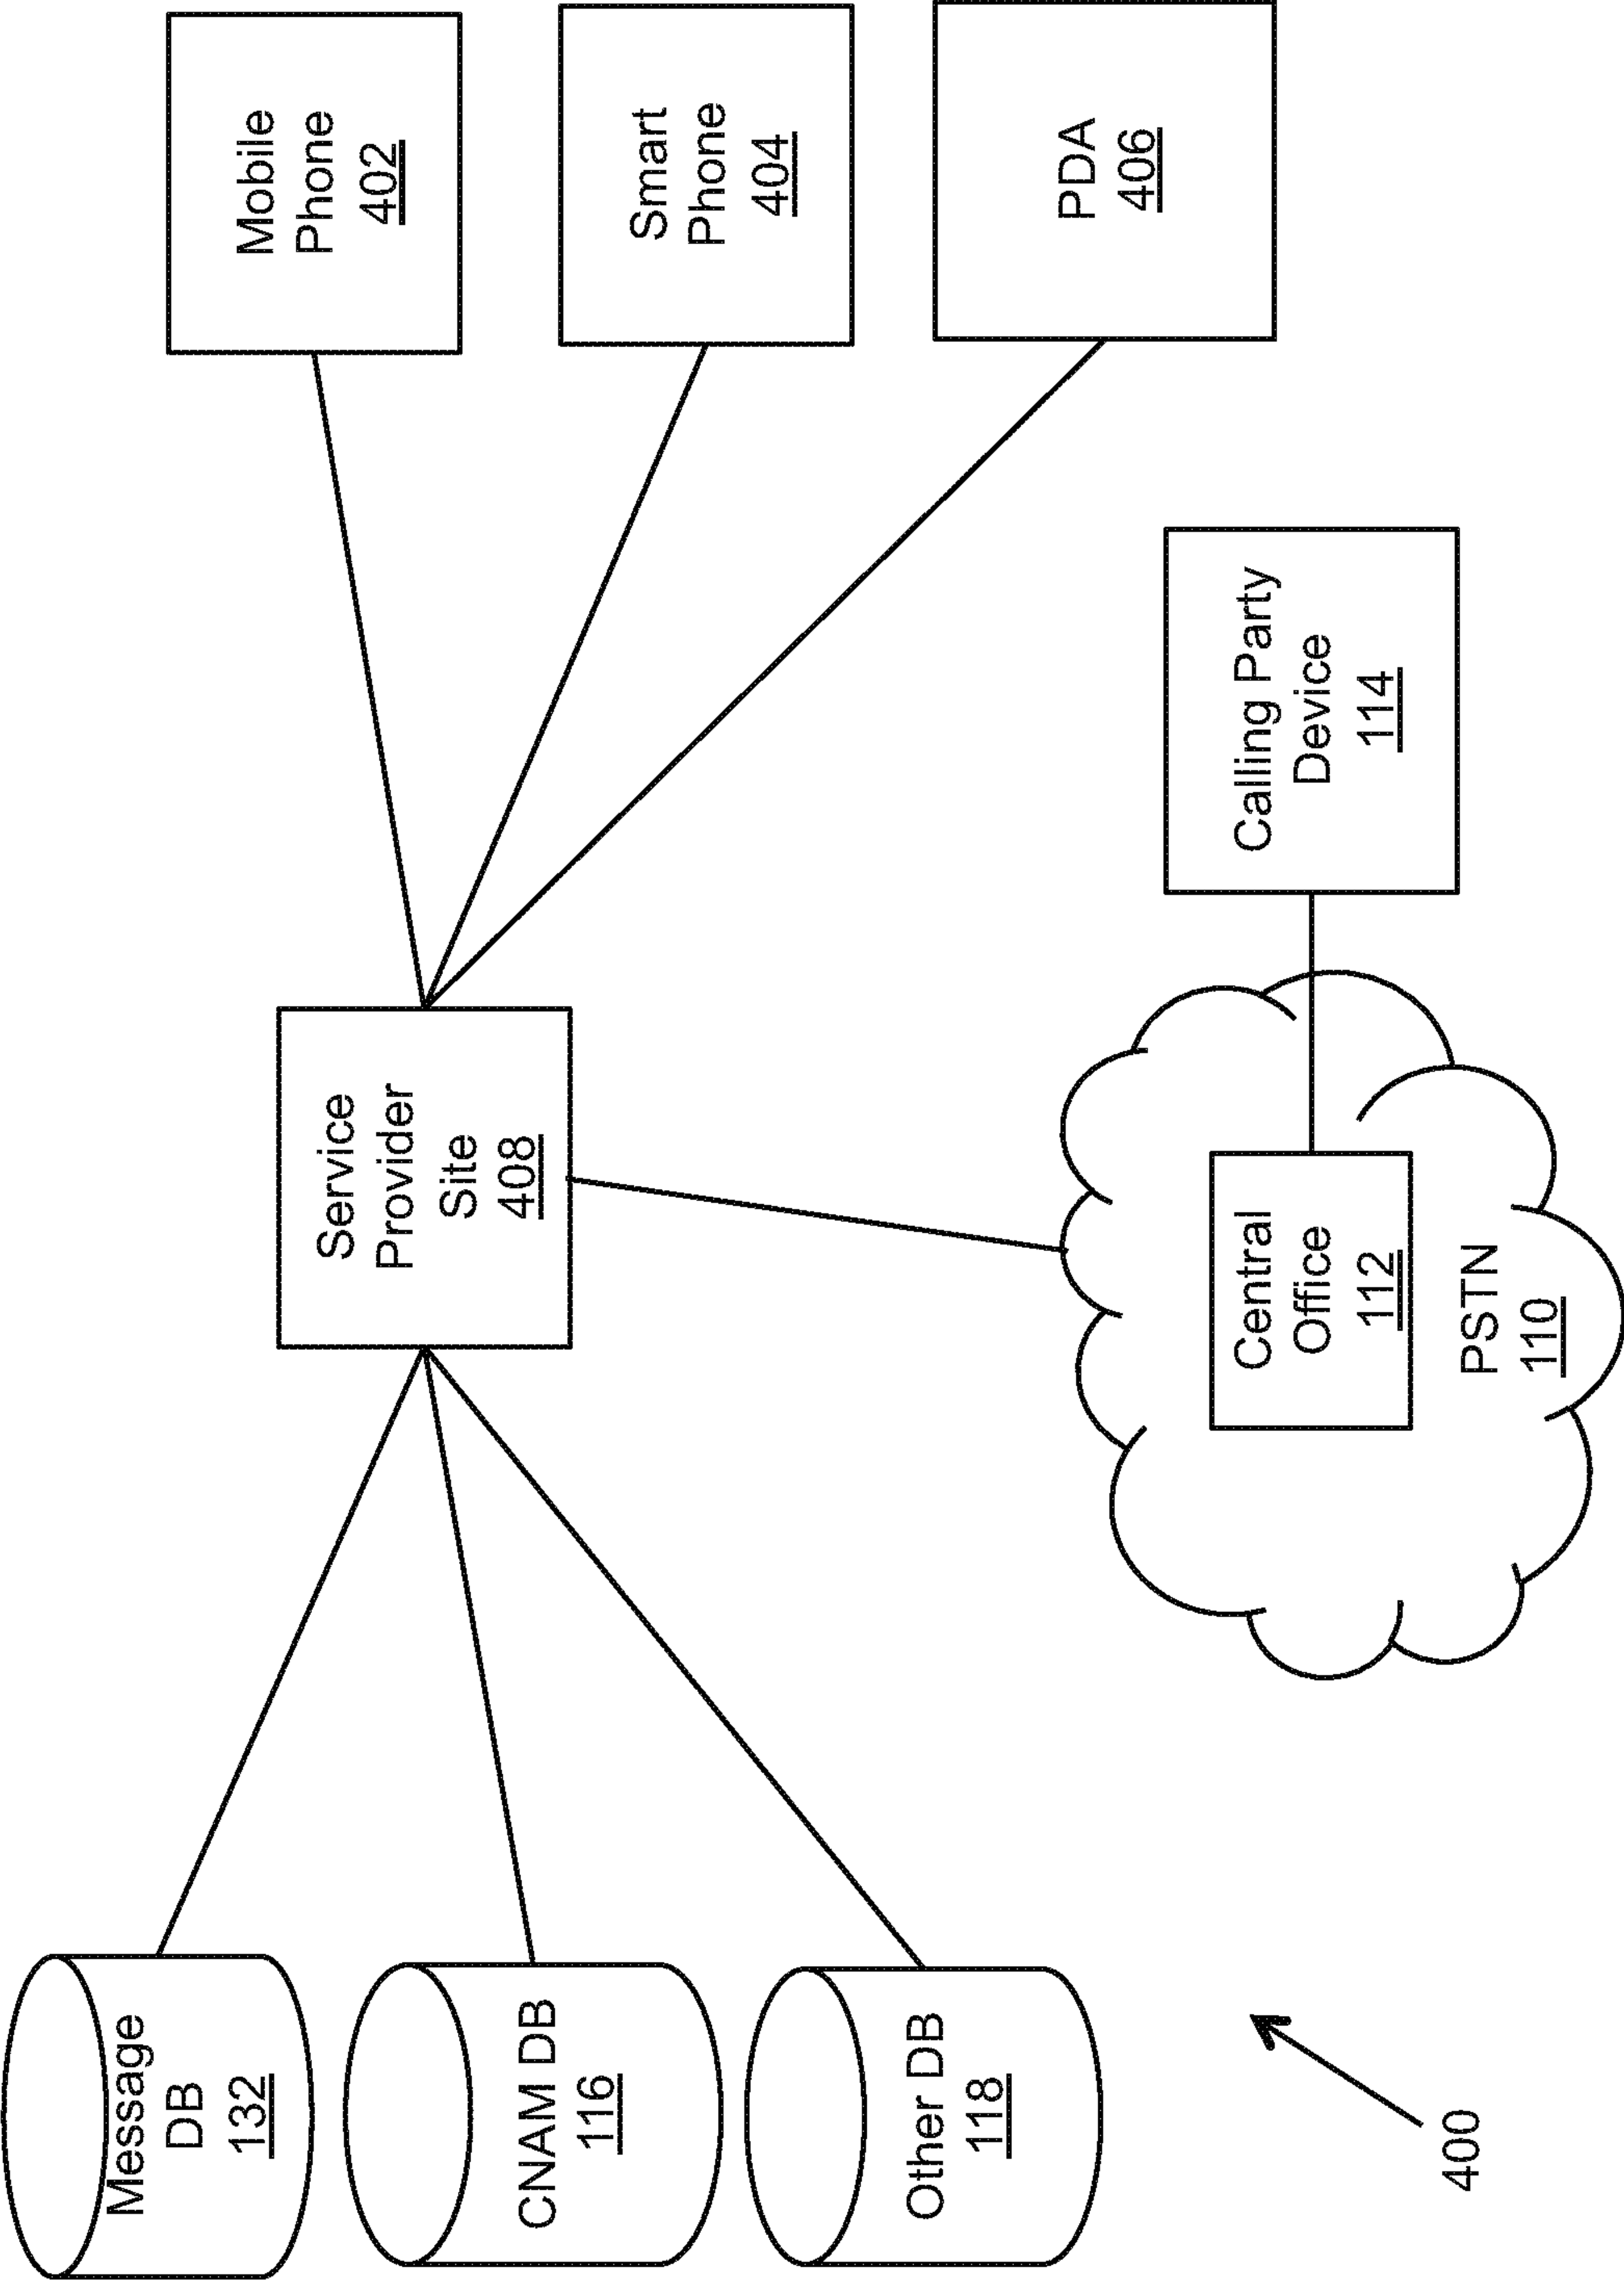 Message
DB
132
CNAM DB
116
Other DB
118
Service
Provider
Site
408
Mobile
Phone
402
Smart
Phone
404
PDA
406
Calling Party
Device
114
Central
Office
112
PSTN
110
400